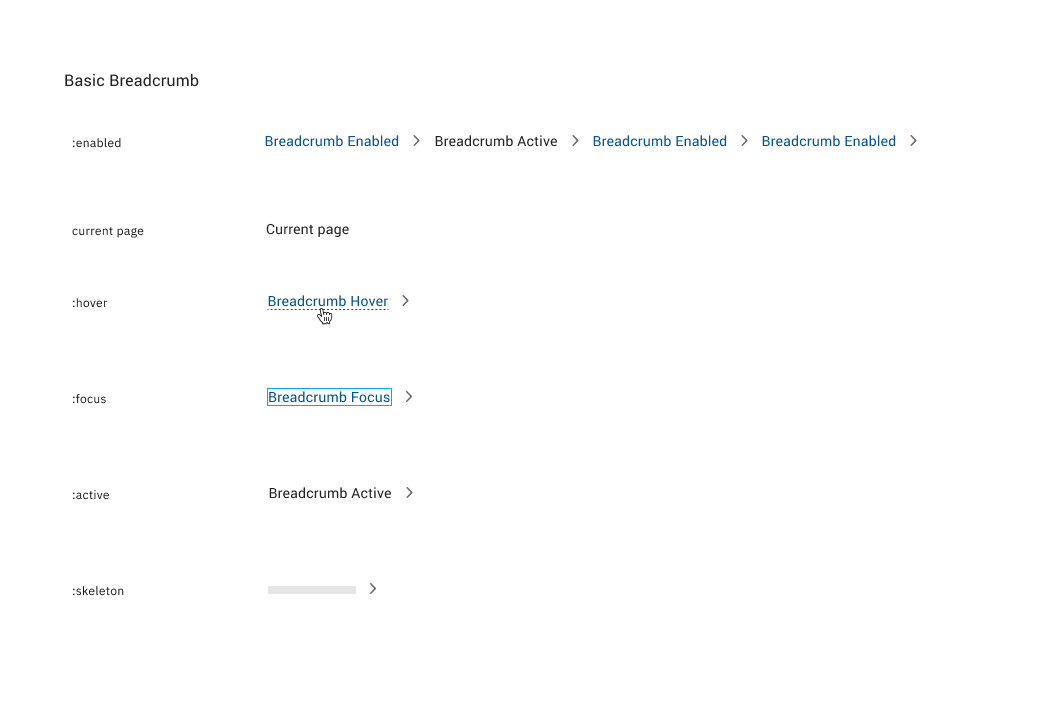 Basic Breadcrumb
:enabled Breadcrumb Enabled Breadcrumb Active Breadcrumb Enabled Breadcrumb Enabled
current page Current page
:hover Breadcrumb Hover
:focus Breadcrumb Focus
:active Breadcrumb Active
:skeleton